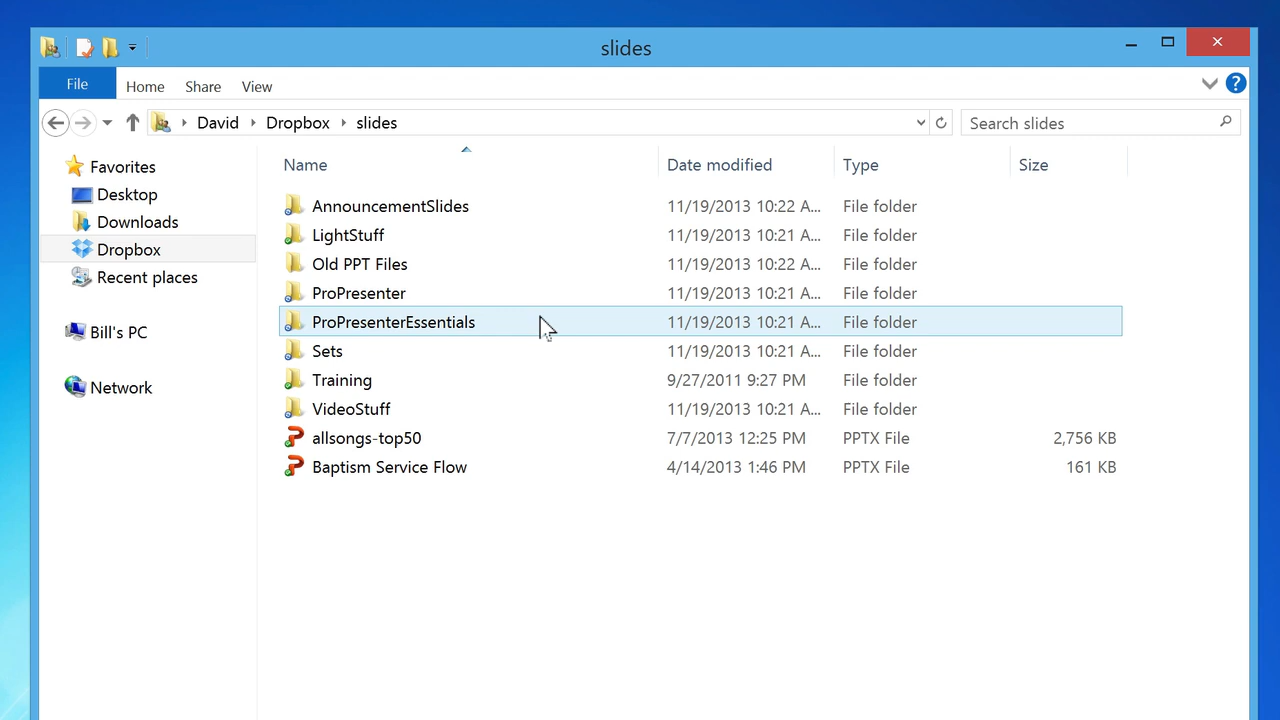 slides
File Home Share View
David Dropbox slides Search slides
Name Date modified Type Size
Favorites
Desktop
Downloads
Dropbox
Recent places
Bill's PC
Network
AnnouncementSlides 11/19/2013 10:22 A... File folder
LightStuff 11/19/2013 10:21 A... File folder
Old PPT Files 11/19/2013 10:22 A... File folder
ProPresenter 11/19/2013 10:21 A... File folder
ProPresenterEssentials 11/19/2013 10:21 A... File folder
Sets 11/19/2013 10:21 A... File folder
Training 9/27/2011 9:27 PM File folder
VideoStuff 11/19/2013 10:21 A... File folder
allsongs-top50 7/7/2013 12:25 PM PPTX File 2,756 KB
Baptism Service Flow 4/14/2013 1:46 PM PPTX File 161 KB